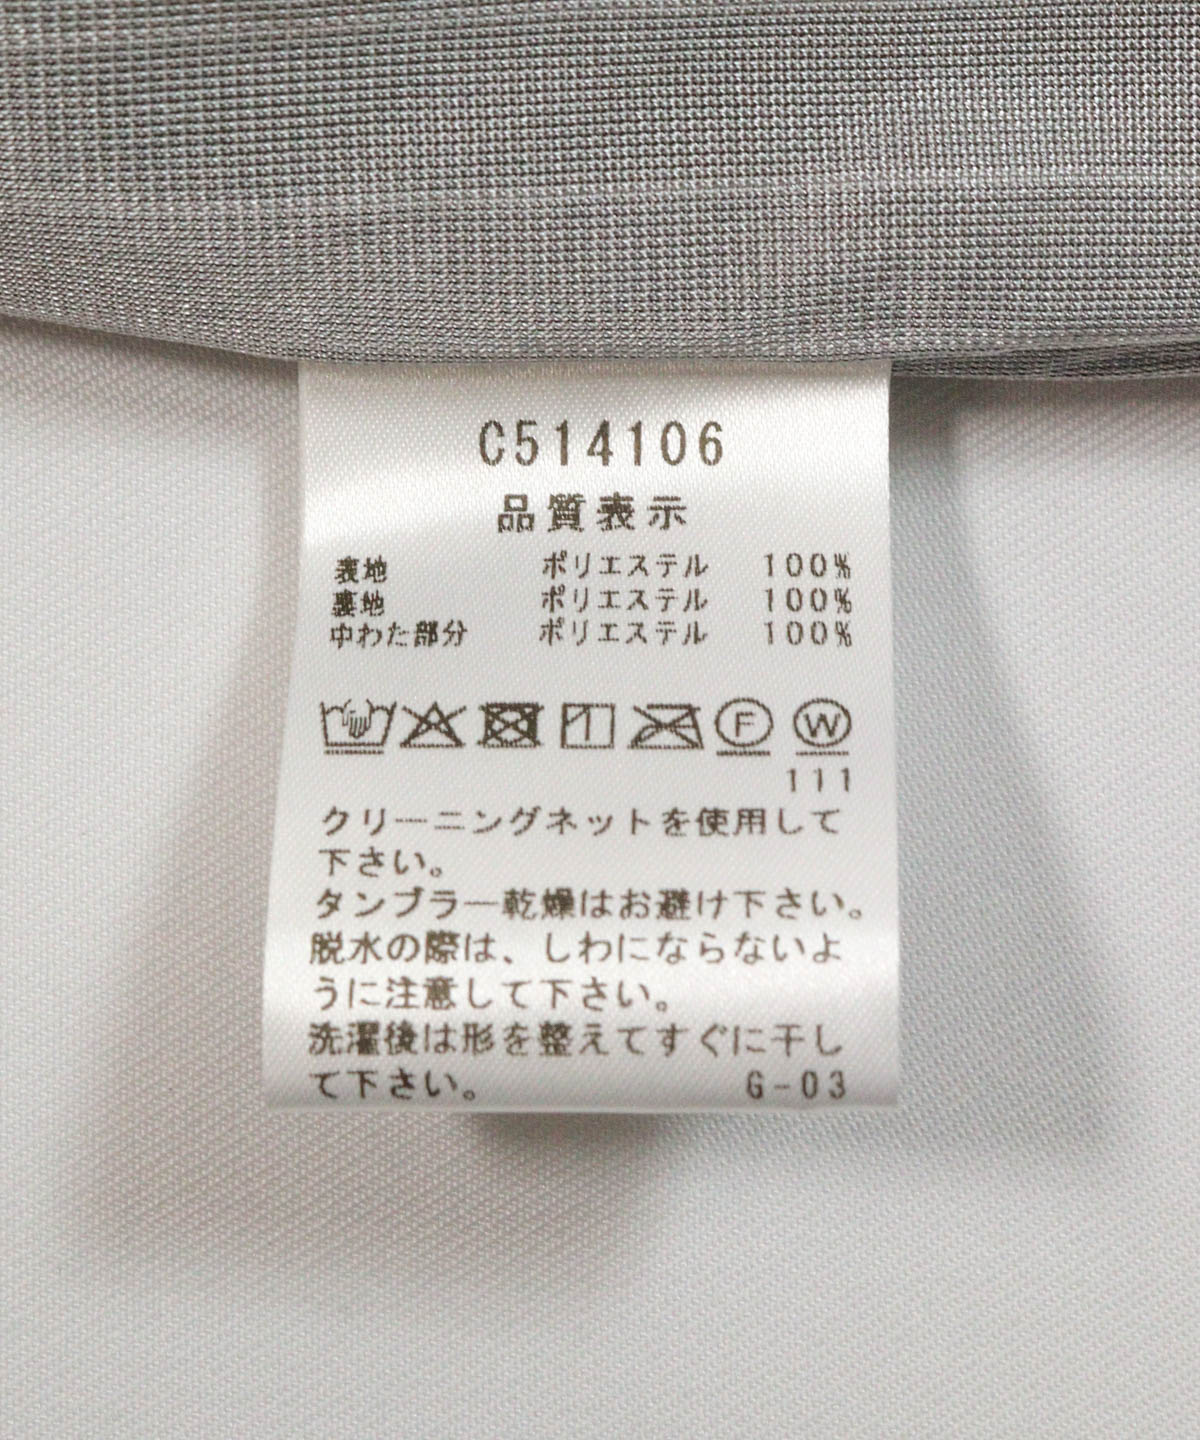 C514106
品質表示
表地 ポリエステル 100%
裏地 ポリエステル 100%
中わた部分 ポリエステル 100%
F W
111
クリーニングネットを使用して
下さい。
タンブラー乾燥はお避け下さい。
脱水の際は、しわにならないよ
うに注意して下さい。
洗濯後は形を整えてすぐに干し
て下さい。 G-03